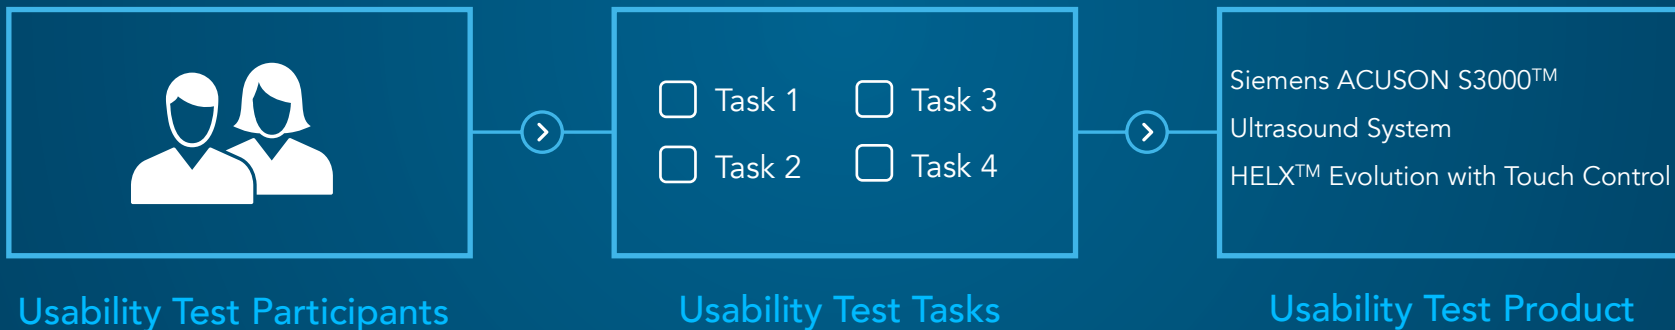 Task 1
Task 3
Task 2
Task 4
Siemens ACUSON S3000™
Ultrasound System
HELX™ Evolution with Touch Control
Usability Test Participants
Usability Test Tasks
Usability Test Product